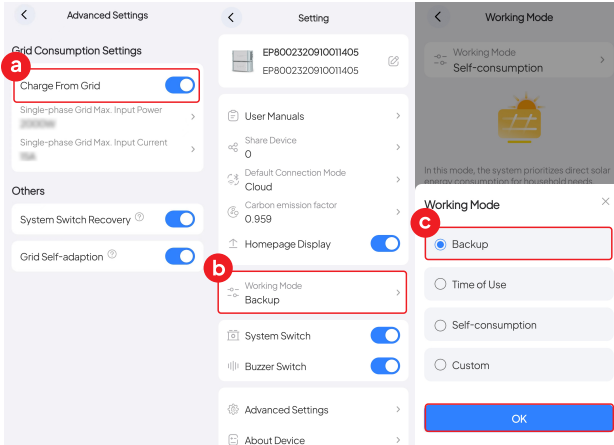 Advanced Settings
Grid Consumption Settings
a
Charge From Grid
Single-phase Grid Max. Input Power
Single-phase Grid Max. Input Current
Others
System Switch Recovery ?
Grid Self-adaption ?
Setting
EP8002320910011405
EP8002320910011405
User Manuals
Share Device
0
Default Connection Mode
Cloud
Carbon emission factor
0.959
Homepage Display
b
Working Mode
Backup
System Switch
Buzzer Switch
Advanced Settings
About Device
Working Mode
Working Mode
Self-consumption
In this mode, the system prioritizes direct solar
energy consumption for household needs.
Working Mode
c
Backup
Time of Use
Self-consumption
Custom
OK